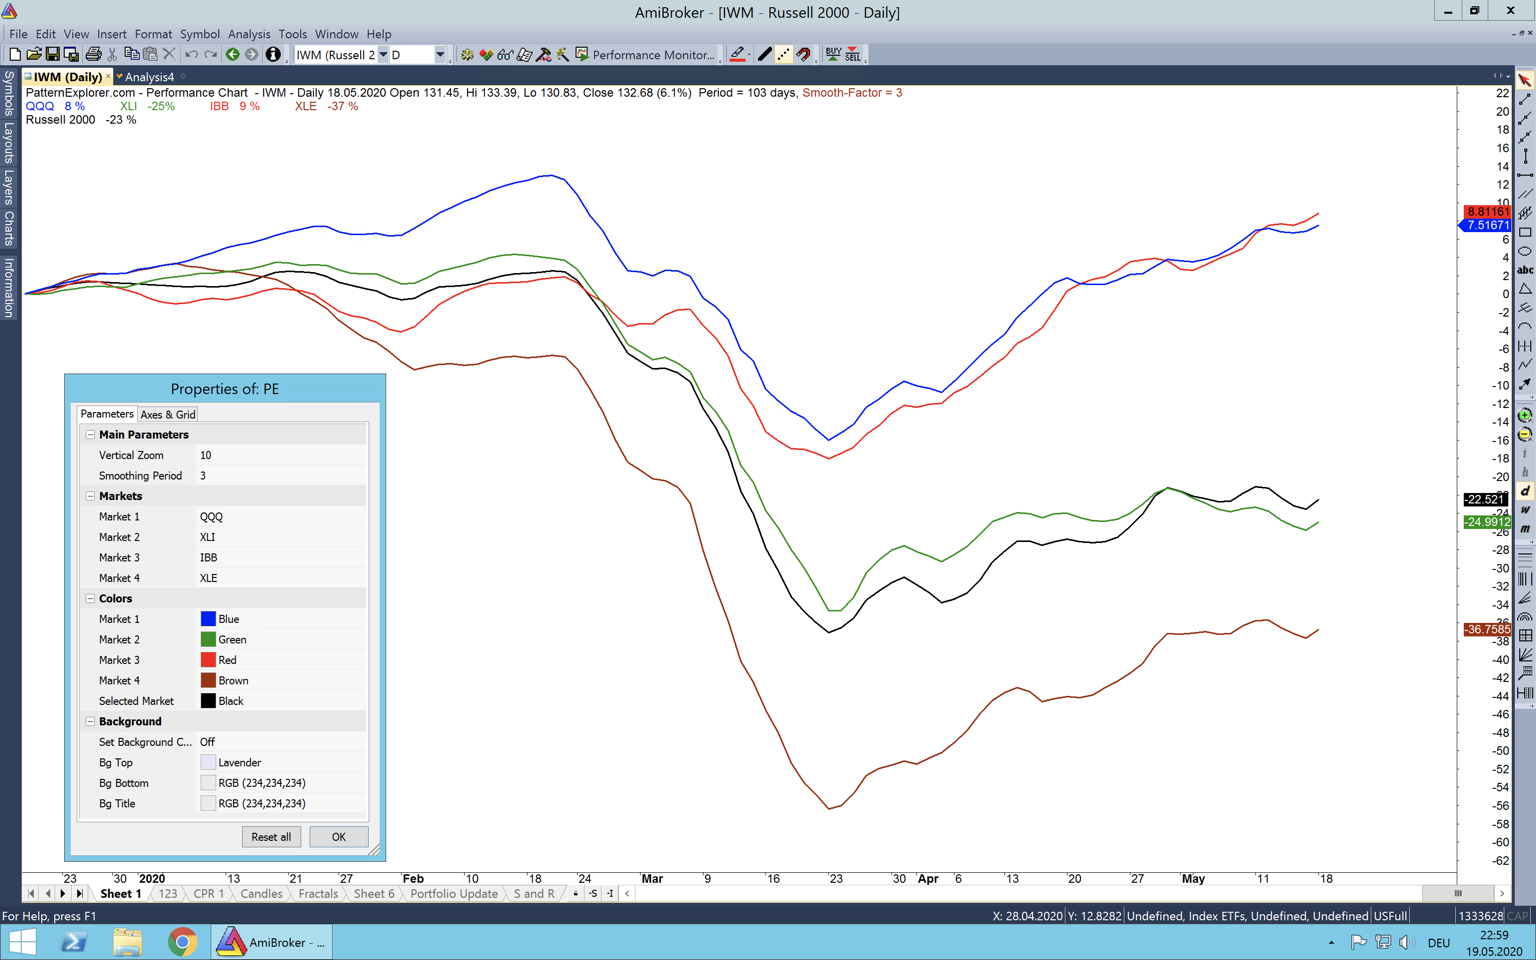 AmiBroker - [IWM - Russell 2000 - Daily]
File Edit View Insert Format Symbol Analysis Tools Window Help
IWM (Russell 2 D Performance Monitor... BUY SELL
IWM (Daily) Analysis4
PatternExplorer.com - Performance Chart - IWM - Daily 18.05.2020 Open 131.45, Hi 133.39, Lo 130.83, Close 132.68 (6.1%) Period = 103 days, Smooth-Factor = 3
QQQ 8 % XLI -25% IBB 9 % XLE -37 %
Russell 2000 -23 %
Symbols
Layouts
Layers
Charts
Information
22
20
18
16
14
12
10
8.81161
7.51671
6
4
2
0
-2
-4
-6
-8
-10
-12
-14
-16
-18
-20
-22.521
-24
-24.9912
-26
-28
-30
-32
-34
-36
-36.7585
-38
-40
-42
-44
-46
-48
-50
-52
-54
-56
-58
-60
-62
abc
i
h
d
w
m
Properties of: PE
Parameters Axes & Grid
Main Parameters
Vertical Zoom 10
Smoothing Period 3
Markets
Market 1 QQQ
Market 2 XLI
Market 3 IBB
Market 4 XLE
Colors
Market 1 Blue
Market 2 Green
Market 3 Red
Market 4 Brown
Selected Market Black
Background
Set Background C... Off
Bg Top Lavender
Bg Bottom RGB (234,234,234)
Bg Title RGB (234,234,234)
Reset all OK
23 30 2020 13 21 27 Feb 10 18 24 Mar 9 16 23 30 Apr 6 13 20 27 May 11 18
Sheet 1 123 CPR 1 Candles Fractals Sheet 6 Portfolio Update S and R -S -I
For Help, press F1 X: 28.04.2020 Y: 12.8282 Undefined, Index ETFs, Undefined, Undefined USFull 1333628 CAP
AmiBroker - ... DEU 22:59
19.05.2020